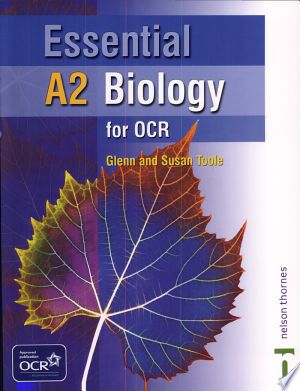 Essential
A2 Biology
for OCR
Glenn and Susan Toole
nelson thornes
Approved
publication
OCR